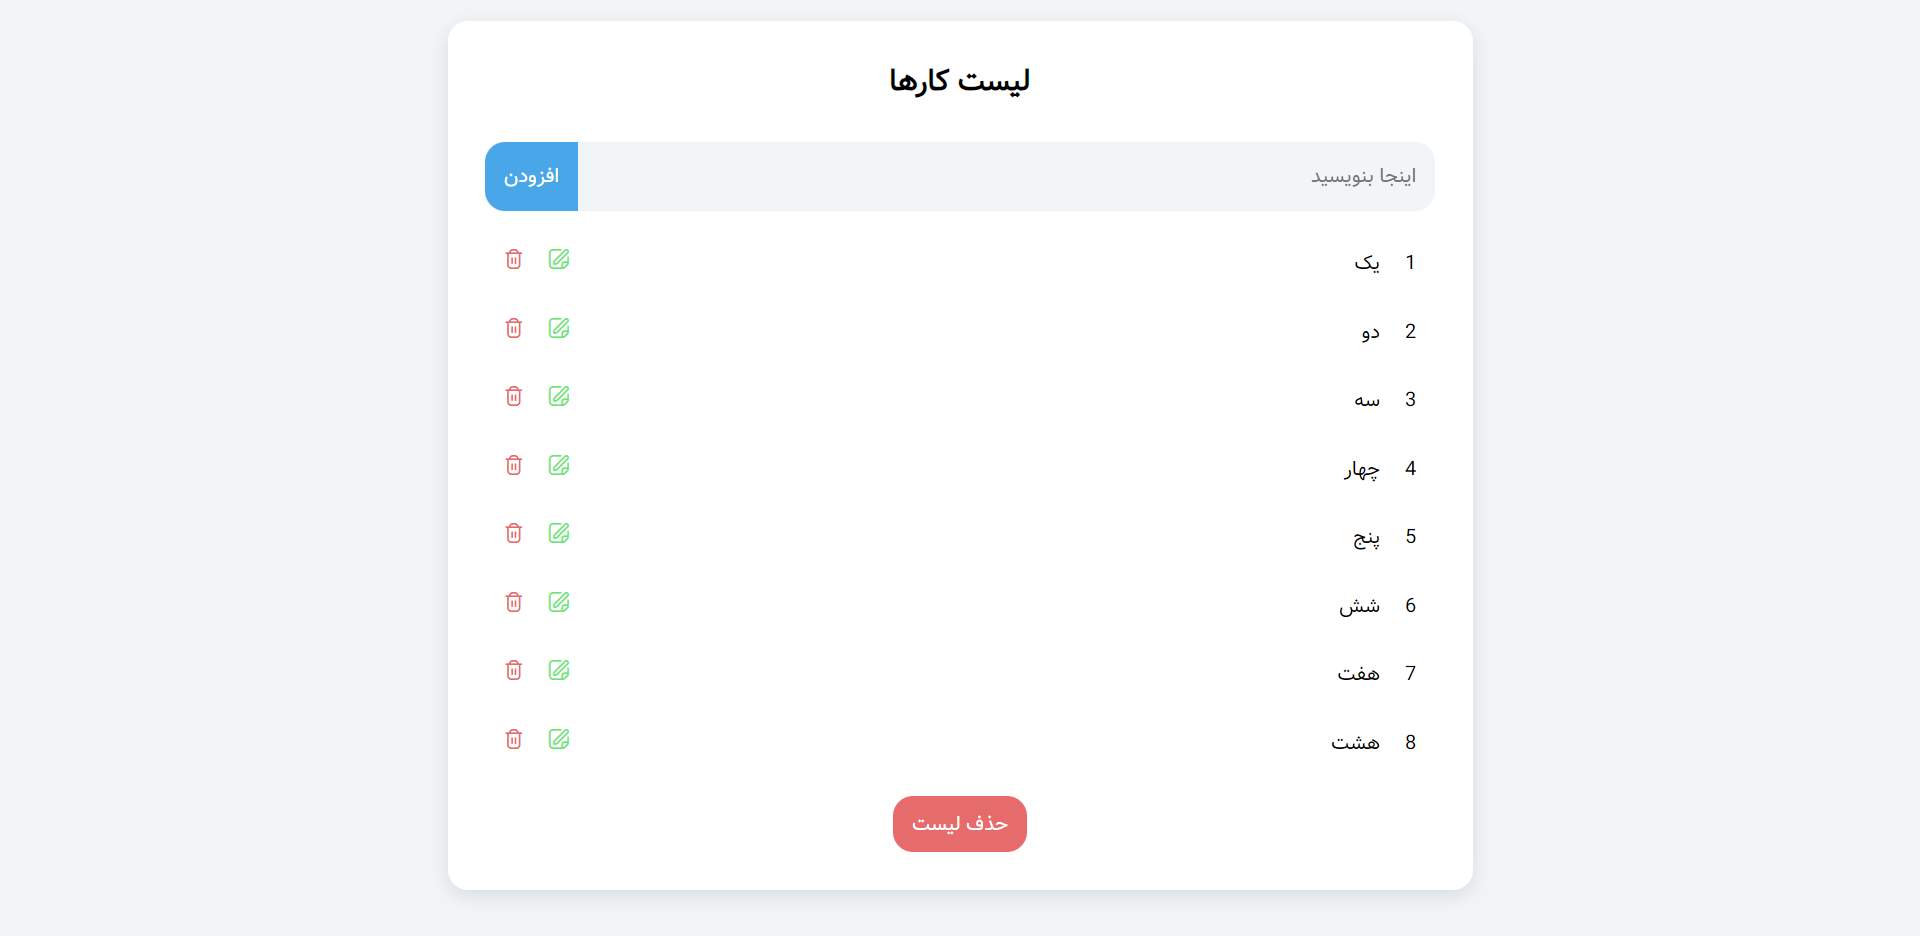 لیست کارها
اینجا بنویسید افزودن
1 یک
2 دو
3 سه
4 چهار
5 پنج
6 شش
7 هفت
8 هشت
حذف لیست